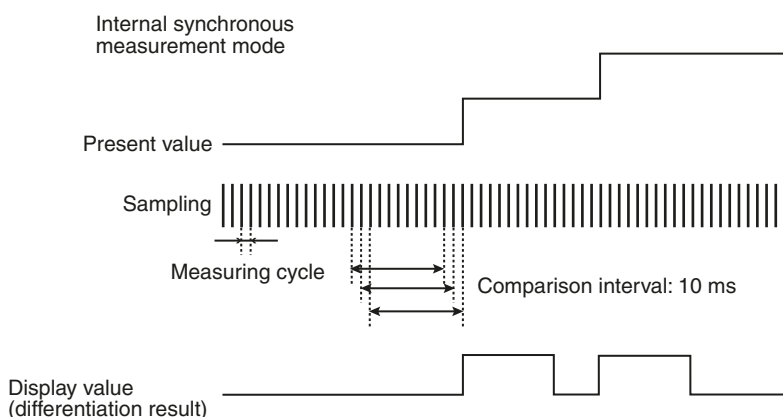 Internal synchronous
measurement mode
Present value
Sampling
Measuring cycle
Comparison interval: 10 ms
Display value
(differentiation result)